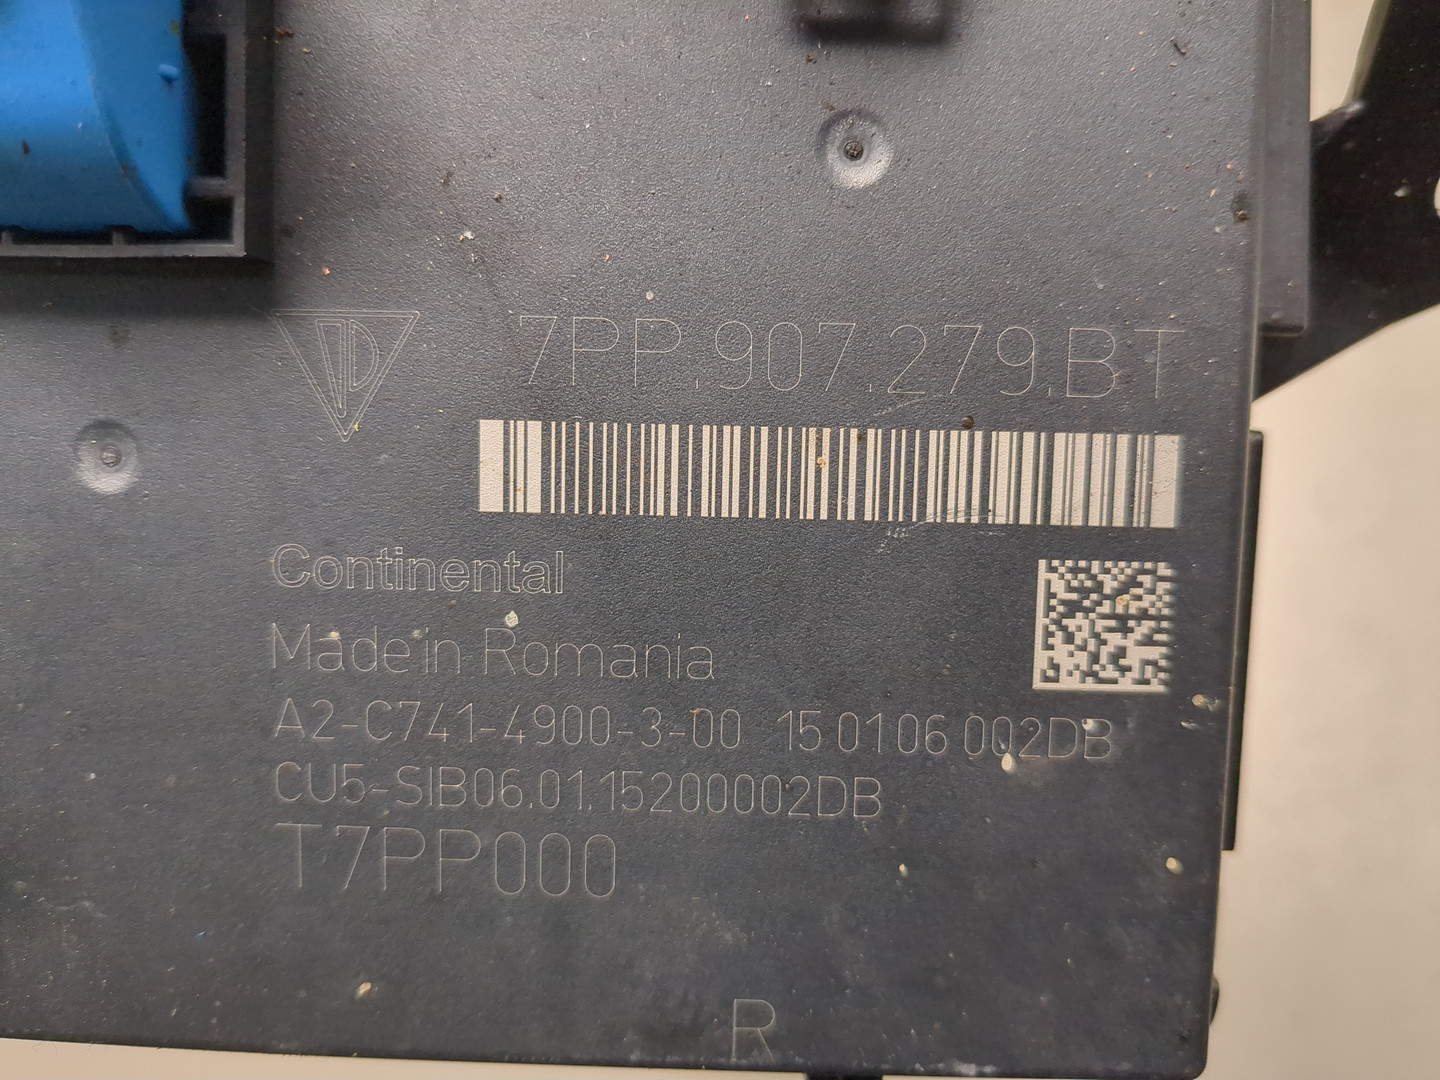 7PP.907.279.BT
Continental
Made in Romania
A2-C741-4900-3-00 15 01 06 002DB
CU5-SIB06.01.15200002DB
T7PP000
R